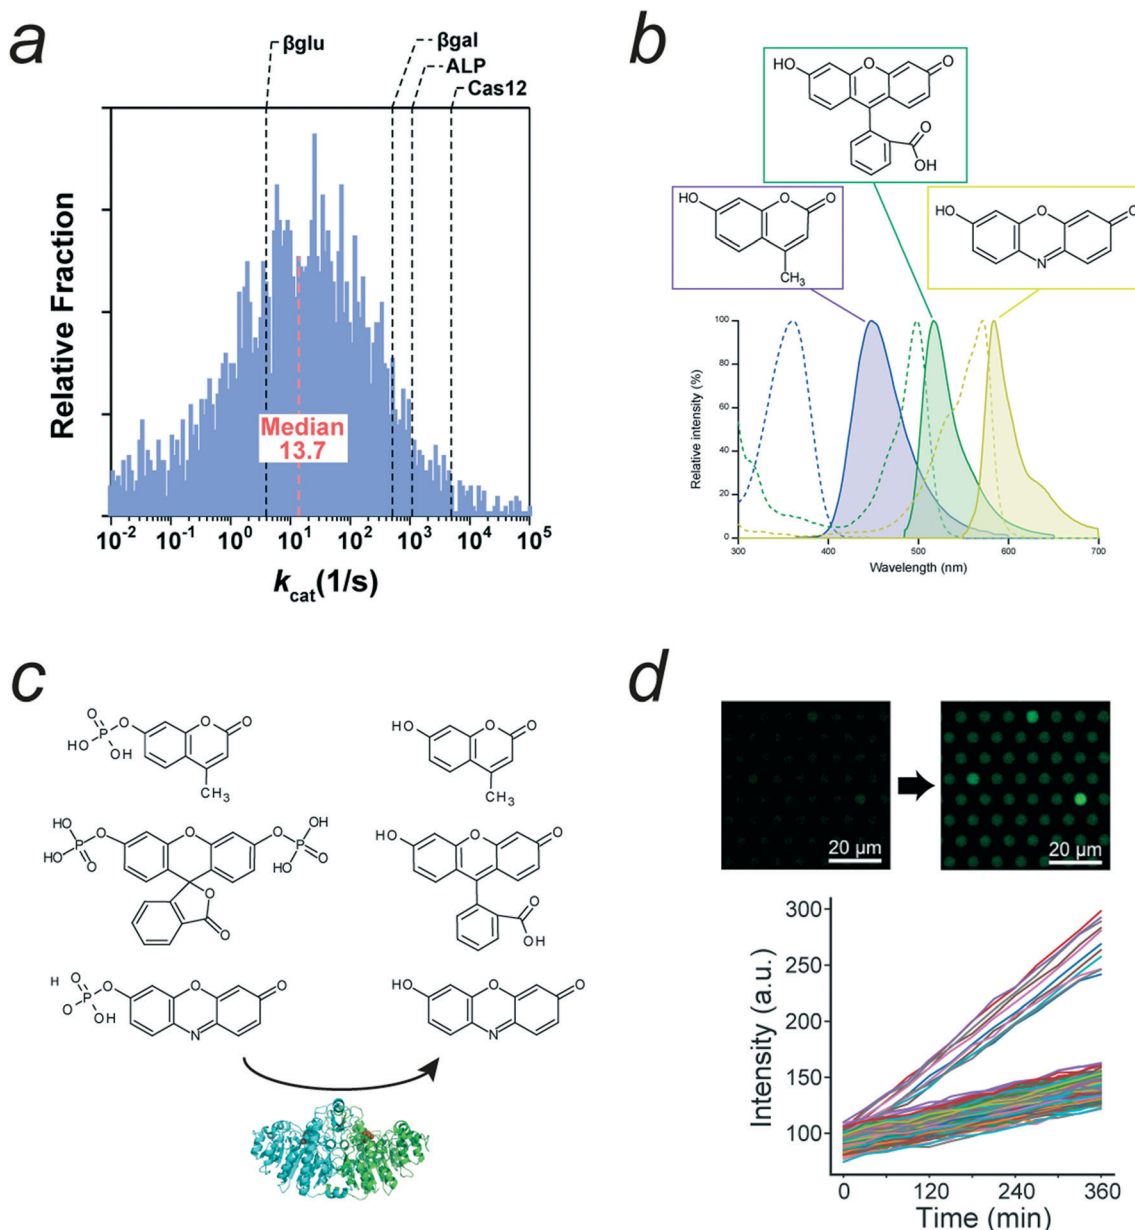 a
βglu
βgal
ALP
Cas12
Relative Fraction
Median
13.7
10-2 10-1 100 101 102 103 104 105
kcat(1/s)
b
HO O O
O
OH
HO O O
CH3
HO O O
N
100
80
60
40
20
0
Relative intensity (%)
300 400 500 600 700
Wavelength (nm)
c
O
HO P OH
O O O
CH3
HO O O
CH3
OH
HO P O
O O
OH
P OH
HO O
O
O
HO O O
O
OH
H O
O P O
OH
O O
N
HO O O
N
d
20 µm
20 µm
300
250
200
150
100
Intensity (a.u.)
0 120 240 360
Time (min)